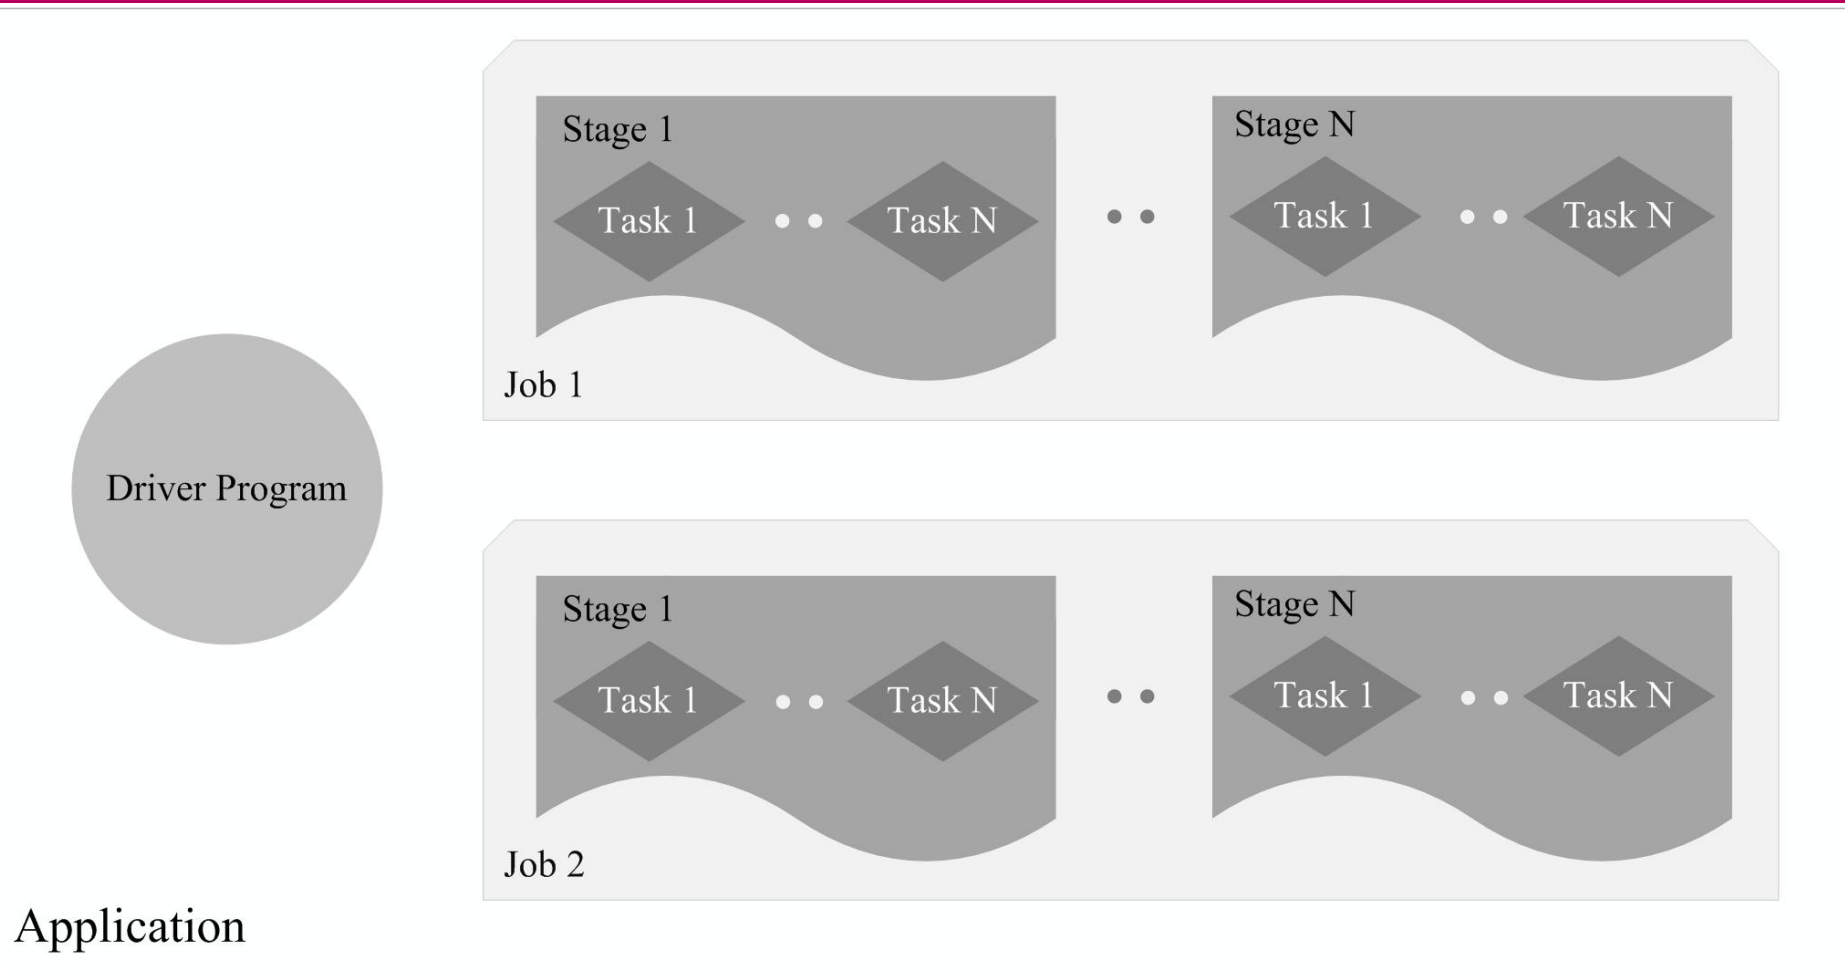 Stage 1
Task 1
Task N
Stage N
Task 1
Task N
Job 1
Driver Program
Stage 1
Task 1
Task N
Stage N
Task 1
Task N
Job 2
Application